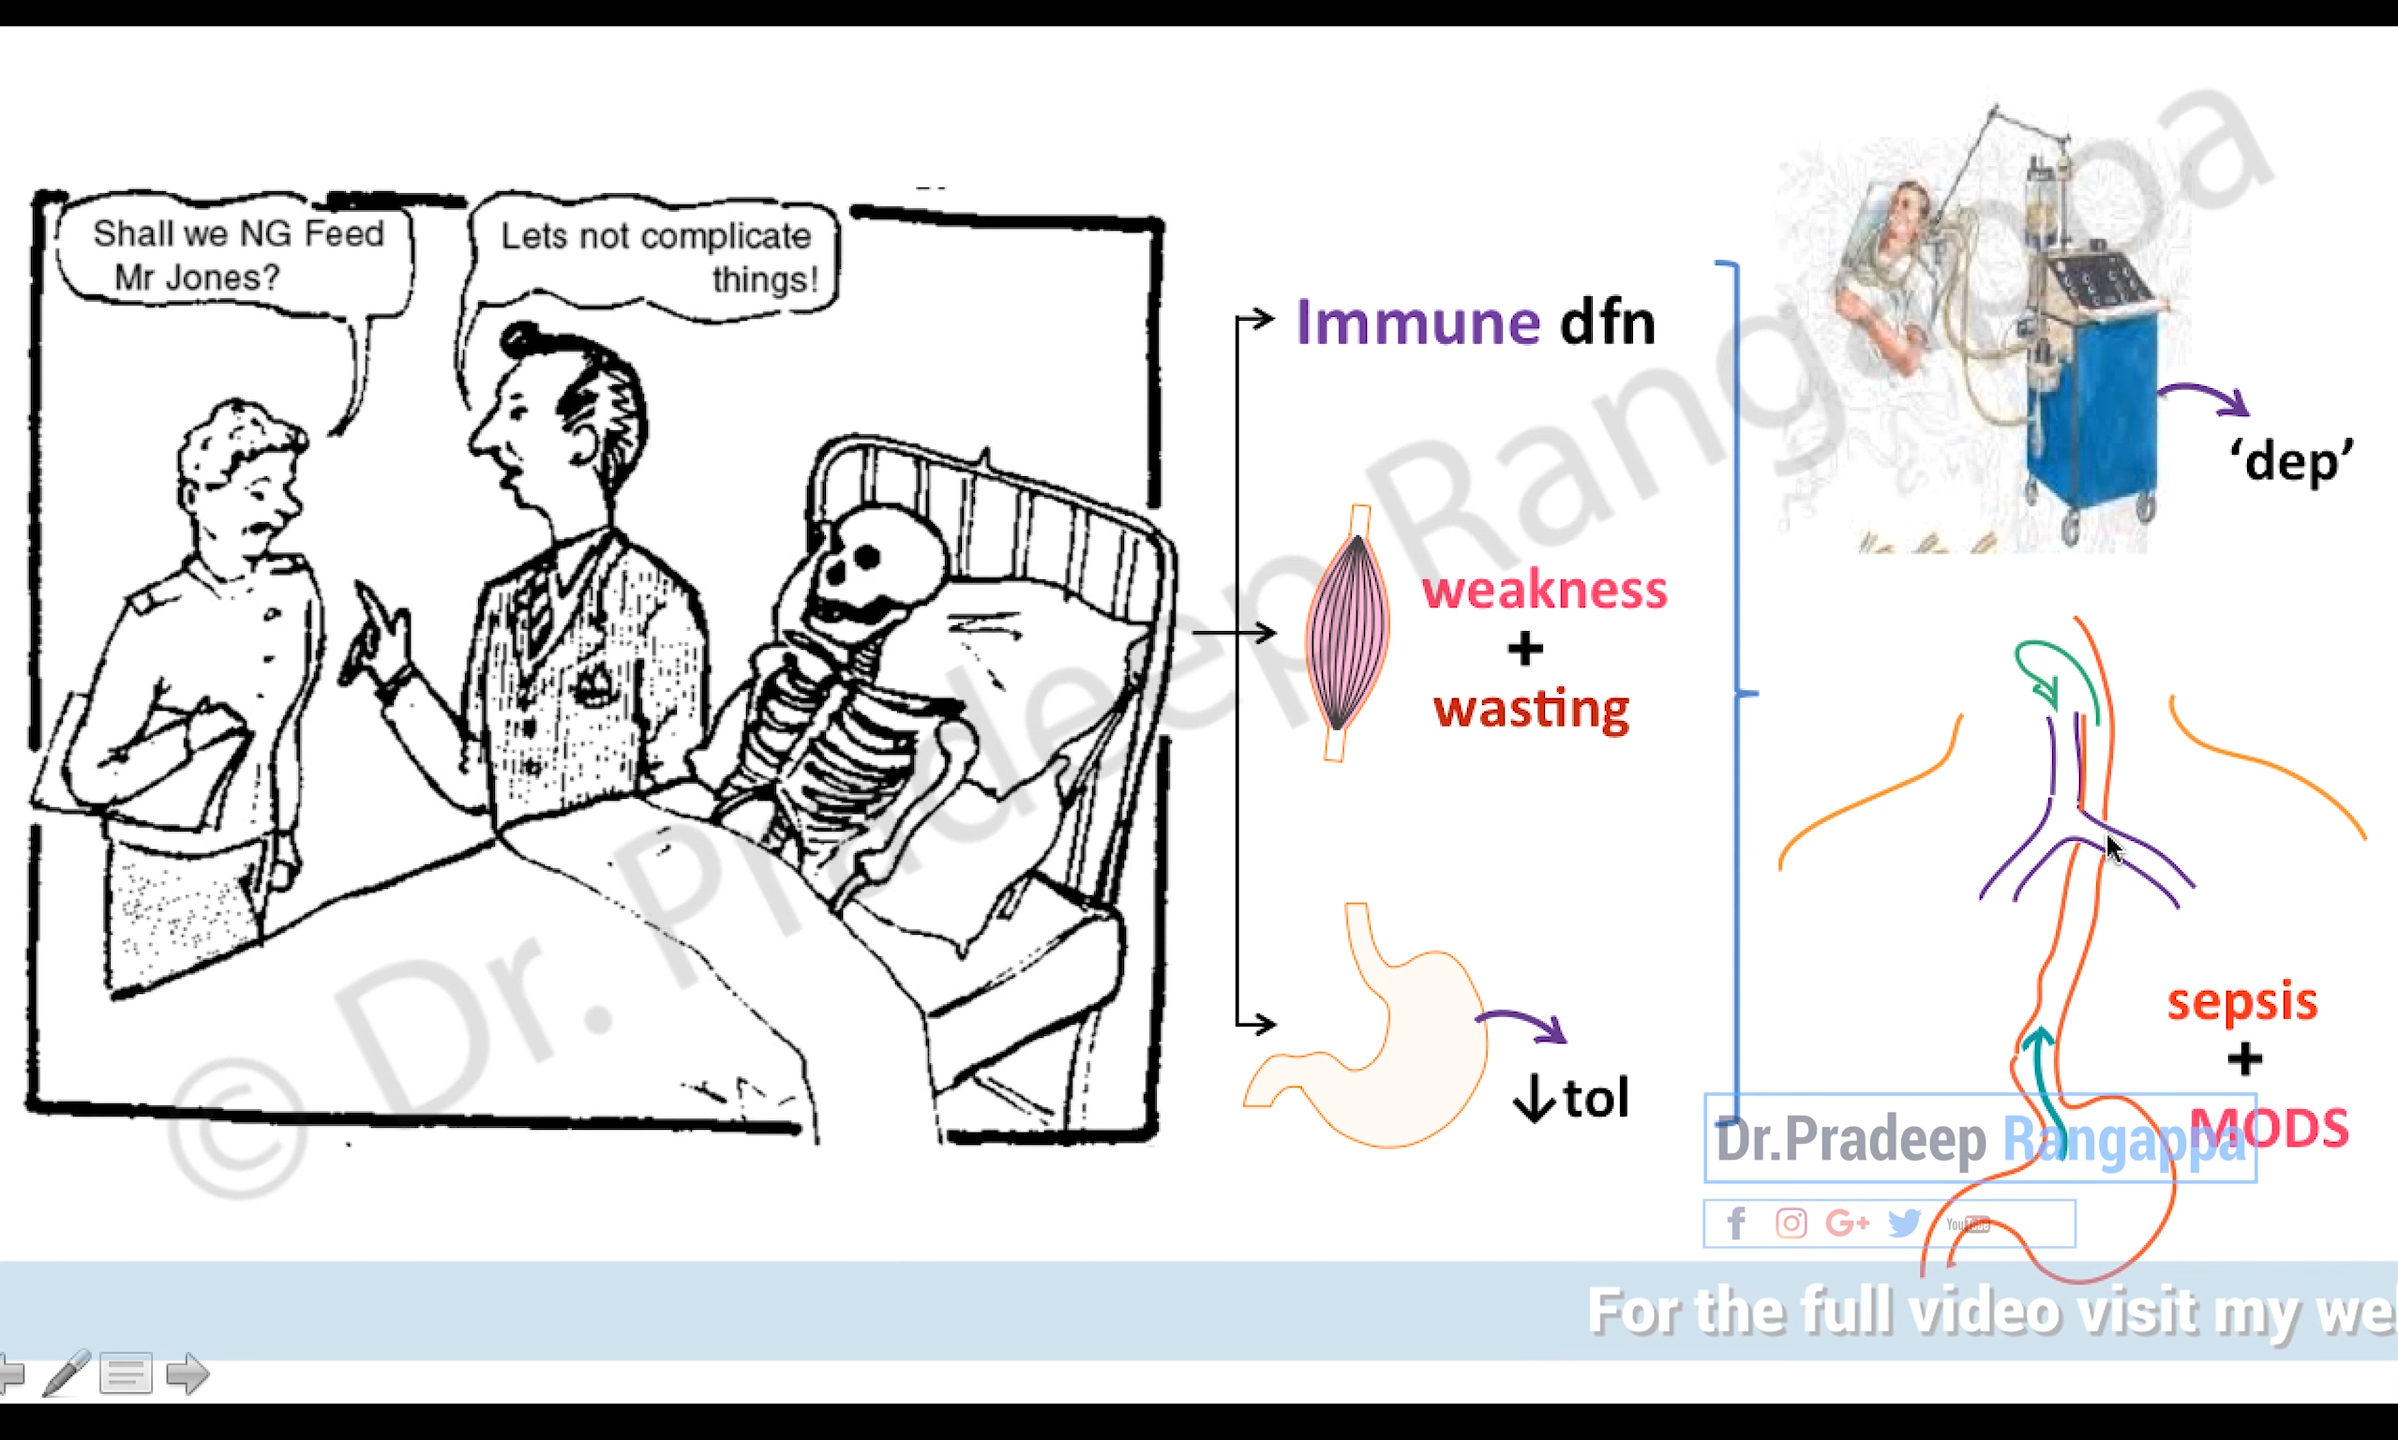 Shall we NG Feed
Mr Jones?
Lets not complicate
things!
Immune dfn
weakness
+
wasting
↓tol
'dep'
sepsis
+
MODS
© Dr. Pradeep Rangappa
Dr.Pradeep Rangappa
f G+ YouTube
For the full video visit my we